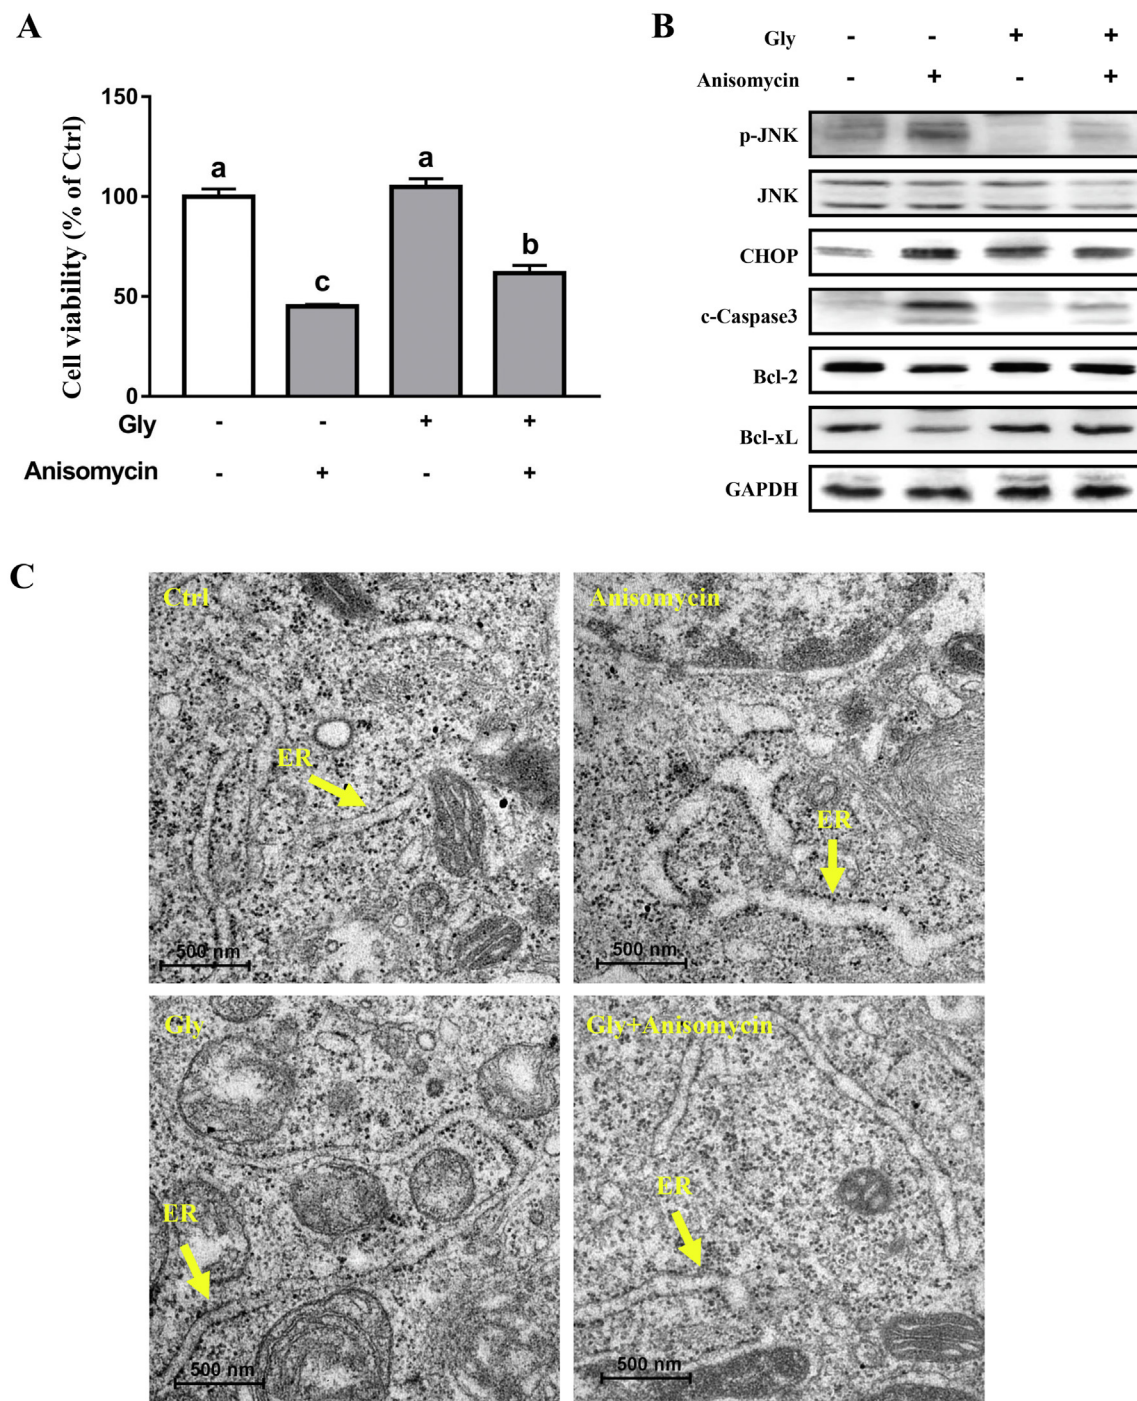 A
Cell viability (% of Ctrl)
150
100
50
0
a
c
a
b
Gly - - + +
Anisomycin - + - +
B
Gly - - + +
Anisomycin - + - +
p-JNK
JNK
CHOP
c-Caspase3
Bcl-2
Bcl-xL
GAPDH
C
Ctrl
ER
500 nm
Anisomycin
ER
500 nm
Gly
ER
500 nm
Gly+Anisomycin
ER
500 nm